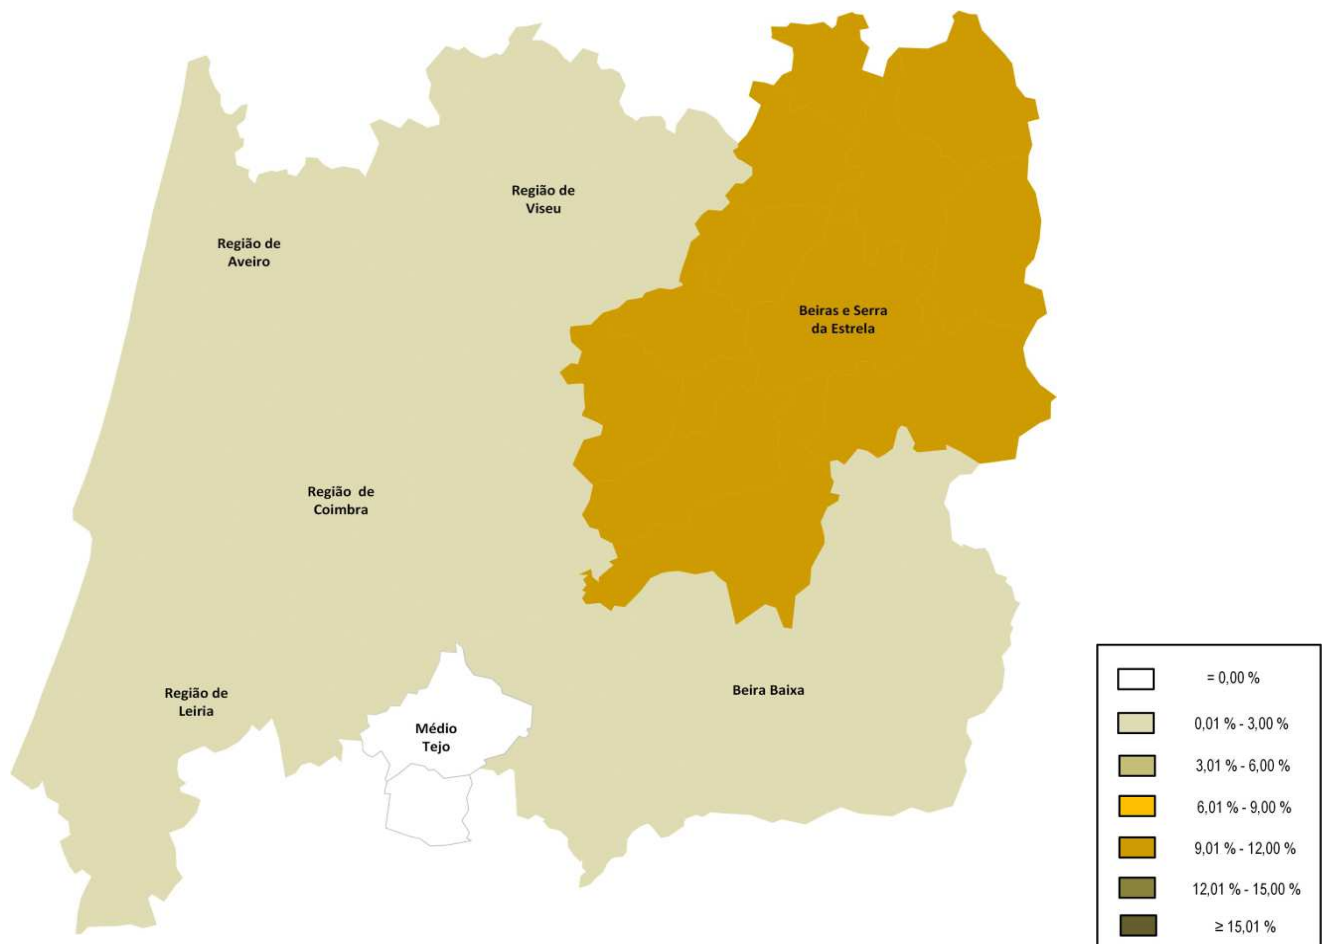 Região de
Viseu
Região de
Aveiro
Beiras e Serra
da Estrela
Região de
Coimbra
Região de
Leiria
Médio
Tejo
Beira Baixa
= 0,00 %
0,01 % - 3,00 %
3,01 % - 6,00 %
6,01 % - 9,00 %
9,01 % - 12,00 %
12,01 % - 15,00 %
≥ 15,01 %